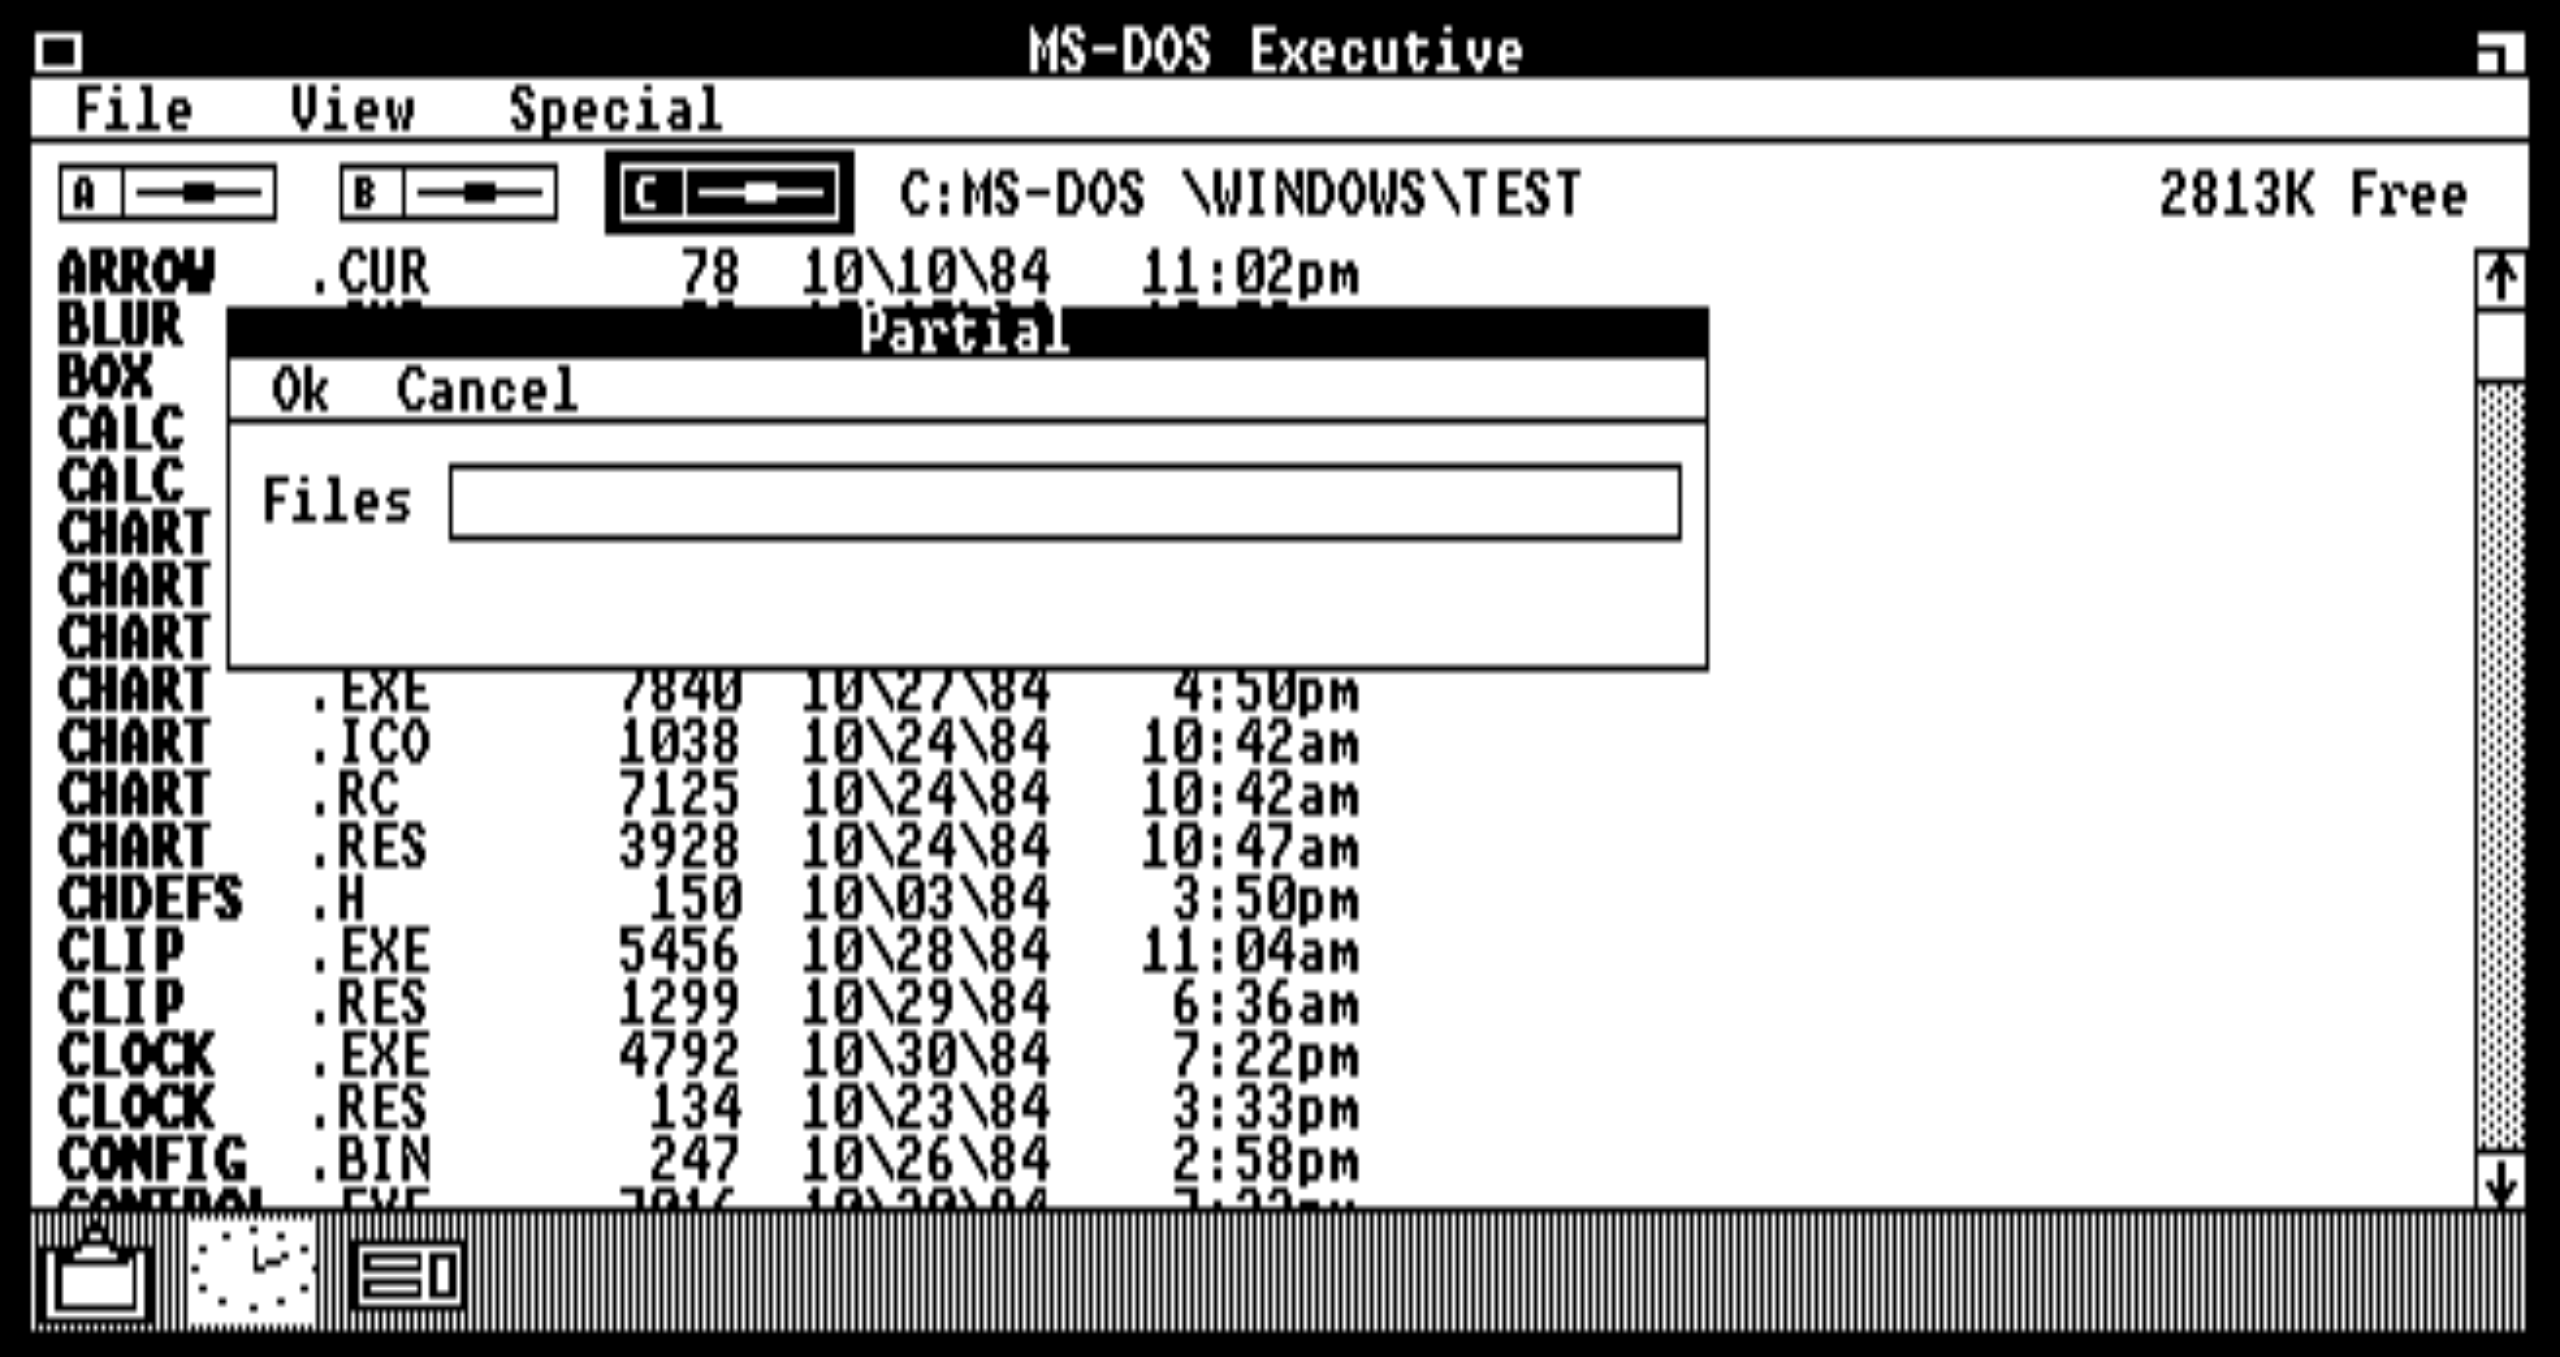 MS-DOS Executive
File View Special
A B C C:MS-DOS \WINDOWS\TEST 2813K Free
ARROW .CUR 78 10\10\84 11:02pm
BLUR
Partial
BOX
Ok Cancel
CALC
CALC
Files
CHART
CHART
CHART
CHART .EXE 7840 10\27\84 4:50pm
CHART .ICO 1038 10\24\84 10:42am
CHART .RC 7125 10\24\84 10:42am
CHART .RES 3928 10\24\84 10:47am
CHDEFS .H 150 10\03\84 3:50pm
CLIP .EXE 5456 10\28\84 11:04am
CLIP .RES 1299 10\29\84 6:36am
CLOCK .EXE 4792 10\30\84 7:22pm
CLOCK .RES 134 10\23\84 3:33pm
CONFIG .BIN 247 10\26\84 2:58pm